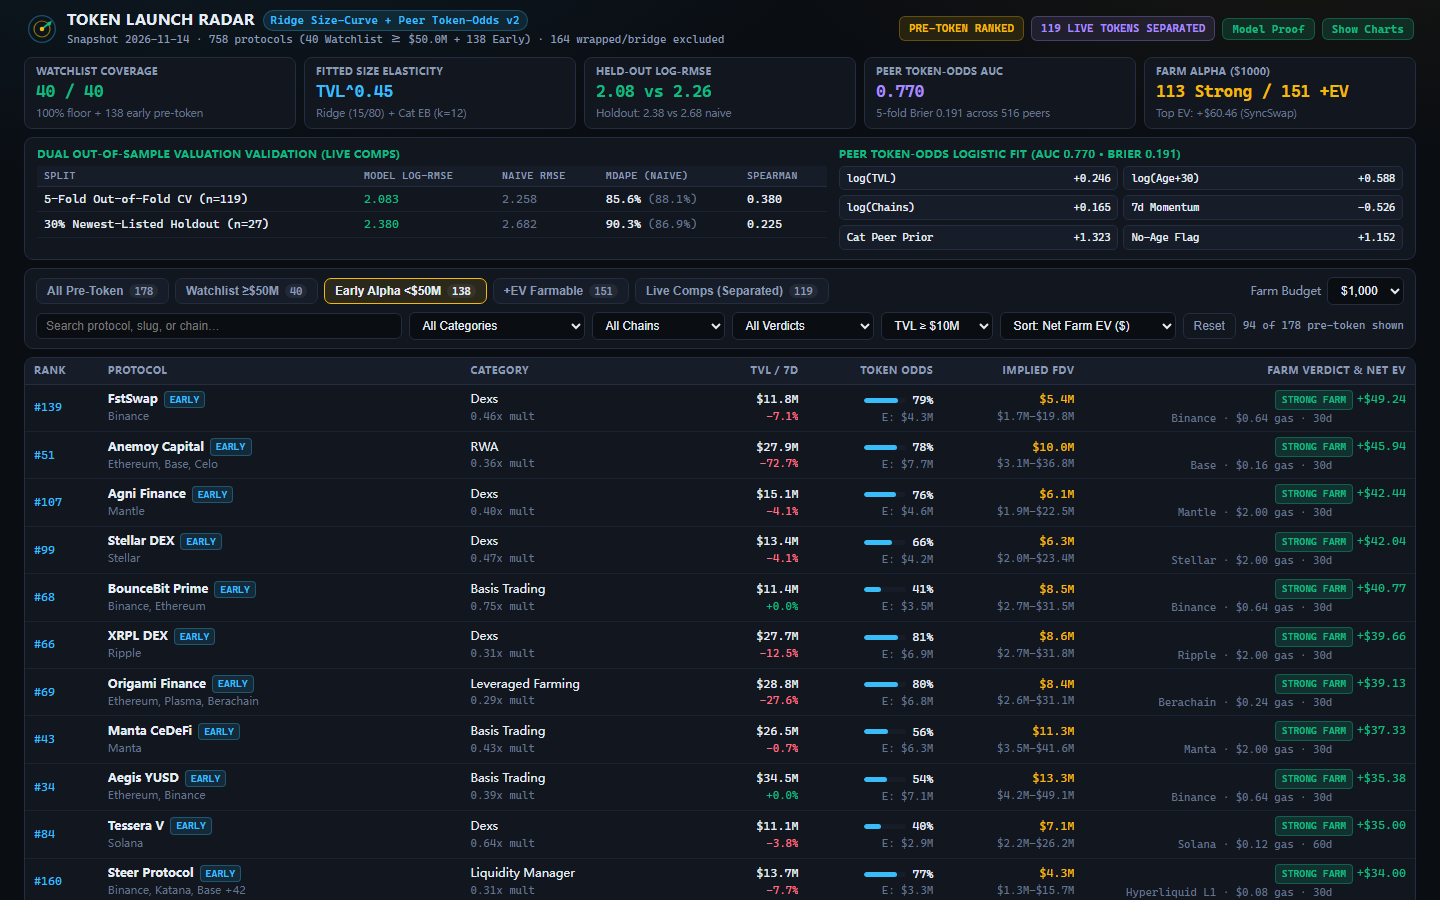 TOKEN LAUNCH RADAR Ridge Size-Curve + Peer Token-Odds v2
Snapshot 2026-11-14 · 758 protocols (40 Watchlist ≥ $50.0M + 138 Early) · 164 wrapped/bridge excluded
PRE-TOKEN RANKED 119 LIVE TOKENS SEPARATED Model Proof Show Charts
WATCHLIST COVERAGE
40 / 40
100% floor + 138 early pre-token
FITTED SIZE ELASTICITY
TVL^0.45
Ridge (15/80) + Cat EB (k=12)
HELD-OUT LOG-RMSE
2.08 vs 2.26
Holdout: 2.38 vs 2.68 naive
PEER TOKEN-ODDS AUC
0.770
5-fold Brier 0.191 across 516 peers
FARM ALPHA ($1000)
113 Strong / 151 +EV
Top EV: +$60.46 (SyncSwap)
DUAL OUT-OF-SAMPLE VALUATION VALIDATION (LIVE COMPS)
SPLIT MODEL LOG-RMSE NAIVE RMSE MDAPE (NAIVE) SPEARMAN
5-Fold Out-of-Fold CV (n=119) 2.083 2.258 85.6% (88.1%) 0.380
30% Newest-Listed Holdout (n=27) 2.380 2.682 90.3% (86.9%) 0.225
PEER TOKEN-ODDS LOGISTIC FIT (AUC 0.770 • BRIER 0.191)
log(TVL) +0.246 log(Age+30) +0.588
log(Chains) +0.165 7d Momentum −0.526
Cat Peer Prior +1.323 No-Age Flag +1.152
All Pre-Token 178 Watchlist ≥$50M 40 Early Alpha <$50M 138 +EV Farmable 151 Live Comps (Separated) 119 Farm Budget $1,000
Search protocol, slug, or chain… All Categories All Chains All Verdicts TVL ≥ $10M Sort: Net Farm EV ($) Reset 94 of 178 pre-token shown
RANK PROTOCOL CATEGORY TVL / 7D TOKEN ODDS IMPLIED FDV FARM VERDICT & NET EV
#139 FstSwap EARLY Dexs $11.8M 79% $5.4M STRONG FARM +$49.24
Binance 0.46x mult −7.1% E: $4.3M $1.7M–$19.8M Binance · $0.64 gas · 30d
#51 Anemoy Capital EARLY RWA $27.9M 78% $10.0M STRONG FARM +$45.94
Ethereum, Base, Celo 0.36x mult −72.7% E: $7.7M $3.1M–$36.8M Base · $0.16 gas · 30d
#107 Agni Finance EARLY Dexs $15.1M 76% $6.1M STRONG FARM +$42.44
Mantle 0.40x mult −4.1% E: $4.6M $1.9M–$22.5M Mantle · $2.00 gas · 30d
#99 Stellar DEX EARLY Dexs $13.4M 66% $6.3M STRONG FARM +$42.04
Stellar 0.47x mult −4.1% E: $4.2M $2.0M–$23.4M Stellar · $2.00 gas · 30d
#68 BounceBit Prime EARLY Basis Trading $11.4M 41% $8.5M STRONG FARM +$40.77
Binance, Ethereum 0.75x mult +0.0% E: $3.5M $2.7M–$31.5M Binance · $0.64 gas · 30d
#66 XRPL DEX EARLY Dexs $27.7M 81% $8.6M STRONG FARM +$39.66
Ripple 0.31x mult −12.5% E: $6.9M $2.7M–$31.8M Ripple · $2.00 gas · 30d
#69 Origami Finance EARLY Leveraged Farming $28.8M 80% $8.4M STRONG FARM +$39.13
Ethereum, Plasma, Berachain 0.29x mult −27.6% E: $6.8M $2.6M–$31.1M Berachain · $0.24 gas · 30d
#43 Manta CeDeFi EARLY Basis Trading $26.5M 56% $11.3M STRONG FARM +$37.33
Manta 0.43x mult −0.7% E: $6.3M $3.5M–$41.6M Manta · $2.00 gas · 30d
#34 Aegis YUSD EARLY Basis Trading $34.5M 54% $13.3M STRONG FARM +$35.38
Ethereum, Binance 0.39x mult +0.0% E: $7.1M $4.2M–$49.1M Binance · $0.64 gas · 30d
#84 Tessera V EARLY Dexs $11.1M 40% $7.1M STRONG FARM +$35.00
Solana 0.64x mult −3.8% E: $2.9M $2.2M–$26.2M Solana · $0.12 gas · 60d
#160 Steer Protocol EARLY Liquidity Manager $13.7M 77% $4.3M STRONG FARM +$34.00
Binance, Katana, Base +42 0.31x mult −7.7% E: $3.3M $1.3M–$15.7M Hyperliquid L1 · $0.08 gas · 30d